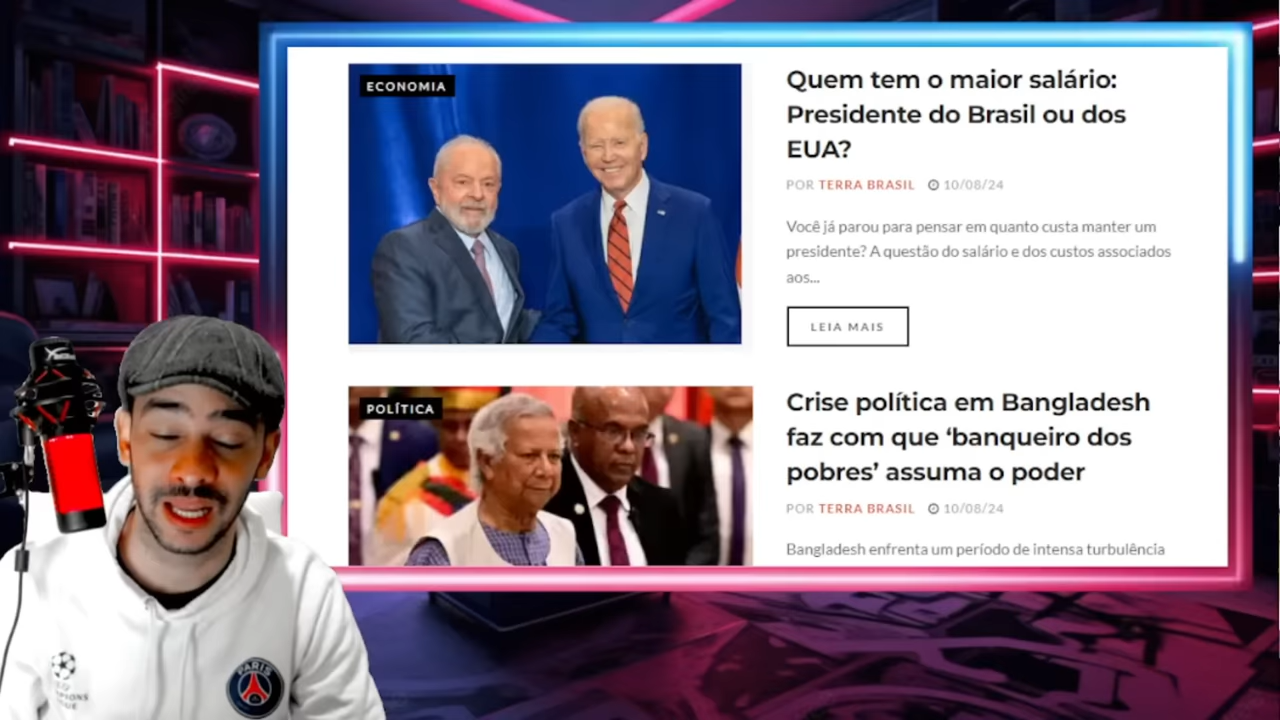 ECONOMIA
Quem tem o maior salário:
Presidente do Brasil ou dos
EUA?
POR TERRA BRASIL 10/08/24
Você já parou para pensar em quanto custa manter um
presidente? A questão do salário e dos custos associados
aos...
LEIA MAIS
POLÍTICA
Crise política em Bangladesh
faz com que ‘banqueiro dos
pobres’ assuma o poder
POR TERRA BRASIL 10/08/24
Bangladesh enfrenta um período de intensa turbulência
PARIS